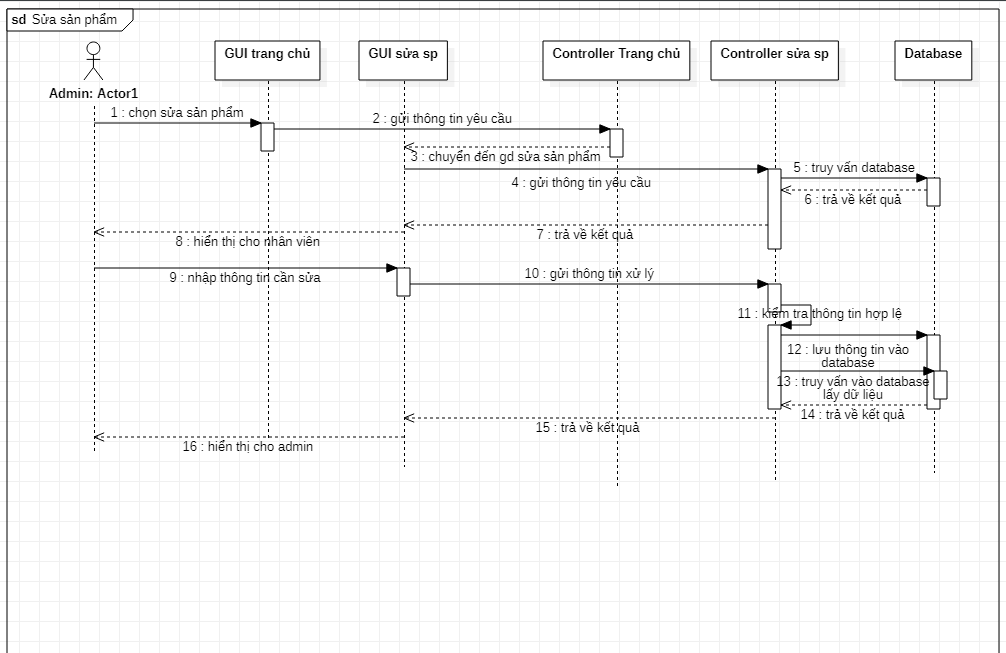 sd Sửa sản phẩm
GUI trang chủ
GUI sửa sp
Controller Trang chủ
Controller sửa sp
Database
Admin: Actor1
1 : chọn sửa sản phẩm
2 : gửi thông tin yêu cầu
3 : chuyển đến gd sửa sản phẩm
4 : gửi thông tin yêu cầu
5 : truy vấn database
6 : trả về kết quả
7 : trả về kết quả
8 : hiển thị cho nhân viên
9 : nhập thông tin cần sửa
10 : gửi thông tin xử lý
11 : kiểm tra thông tin hợp lệ
12 : lưu thông tin vào
database
13 : truy vấn vào database
lấy dữ liệu
14 : trả về kết quả
15 : trả về kết quả
16 : hiển thị cho admin